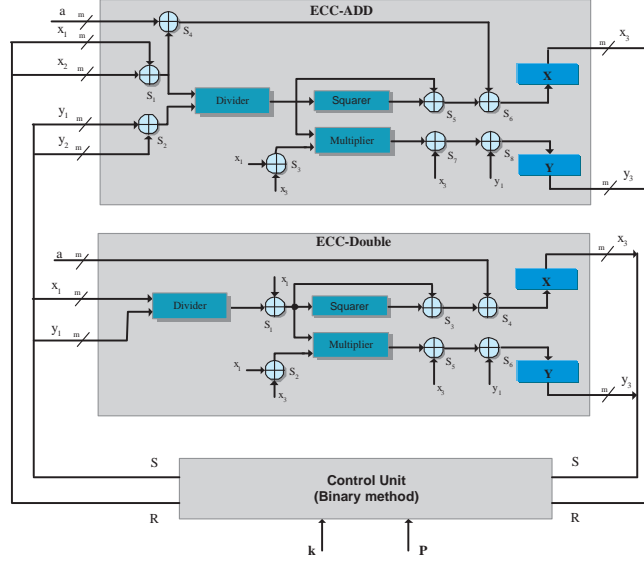 ECC-ADD
a m
x1 m
x2 m
y1 m
y2 m
S4
S1
S2
Divider
Squarer
Multiplier
S3
x1
x3
S5
S6
S7
S8
x3
y1
X
Y
m x3
m y3
ECC-Double
a m
x1 m
y1 m
Divider
x1
S1
Squarer
Multiplier
S2
x1
x3
S3
S4
S5
S6
x3
y1
X
Y
m x3
m y3
S
R
Control Unit
(Binary method)
S
R
k
P